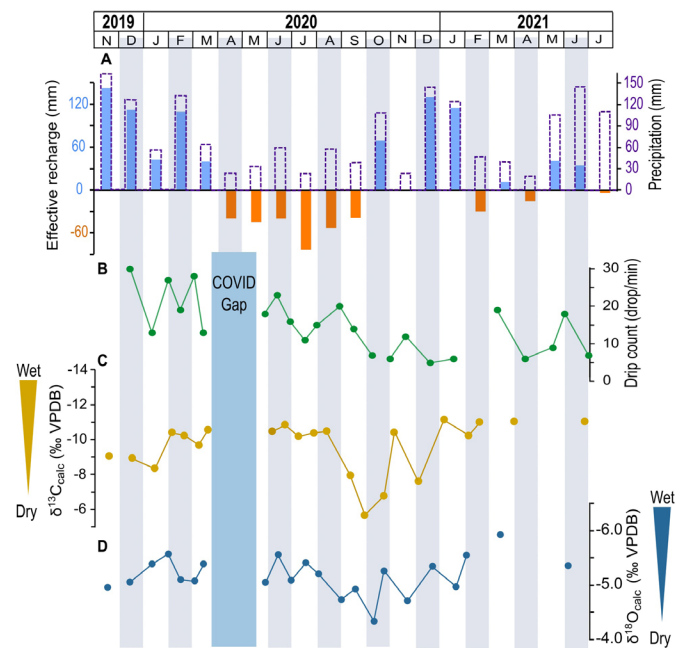 2019 2020 2021
N D J F M A M J J A S O N D J F M A M J J
A
Effective recharge (mm)
120
60
0
-60
150
120
90
60
30
0
Precipitation (mm)
B
COVID
Gap
30
20
10
0
Drip count (drop/min)
C
-14
-12
-10
-8
-6
Wet
Dry
δ13Ccalc (‰ VPDB)
D
-6.0
-5.0
-4.0
δ18Ocalc (‰ VPDB)
Wet
Dry